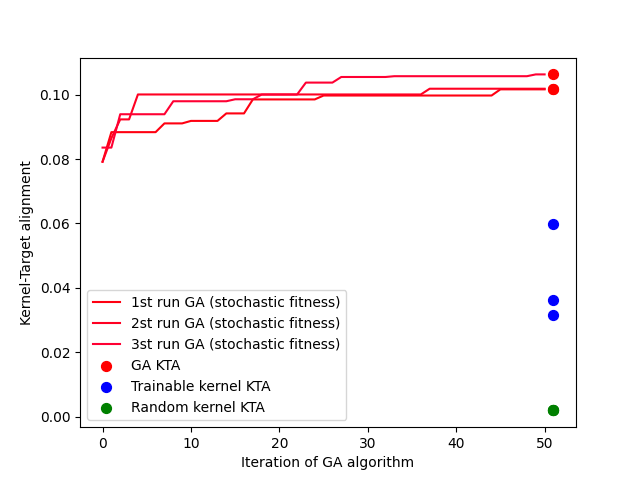 0.10
0.08
0.06
0.04
0.02
0.00
Kernel-Target alignment
1st run GA (stochastic fitness)
2st run GA (stochastic fitness)
3st run GA (stochastic fitness)
GA KTA
Trainable kernel KTA
Random kernel KTA
0 10 20 30 40 50
Iteration of GA algorithm